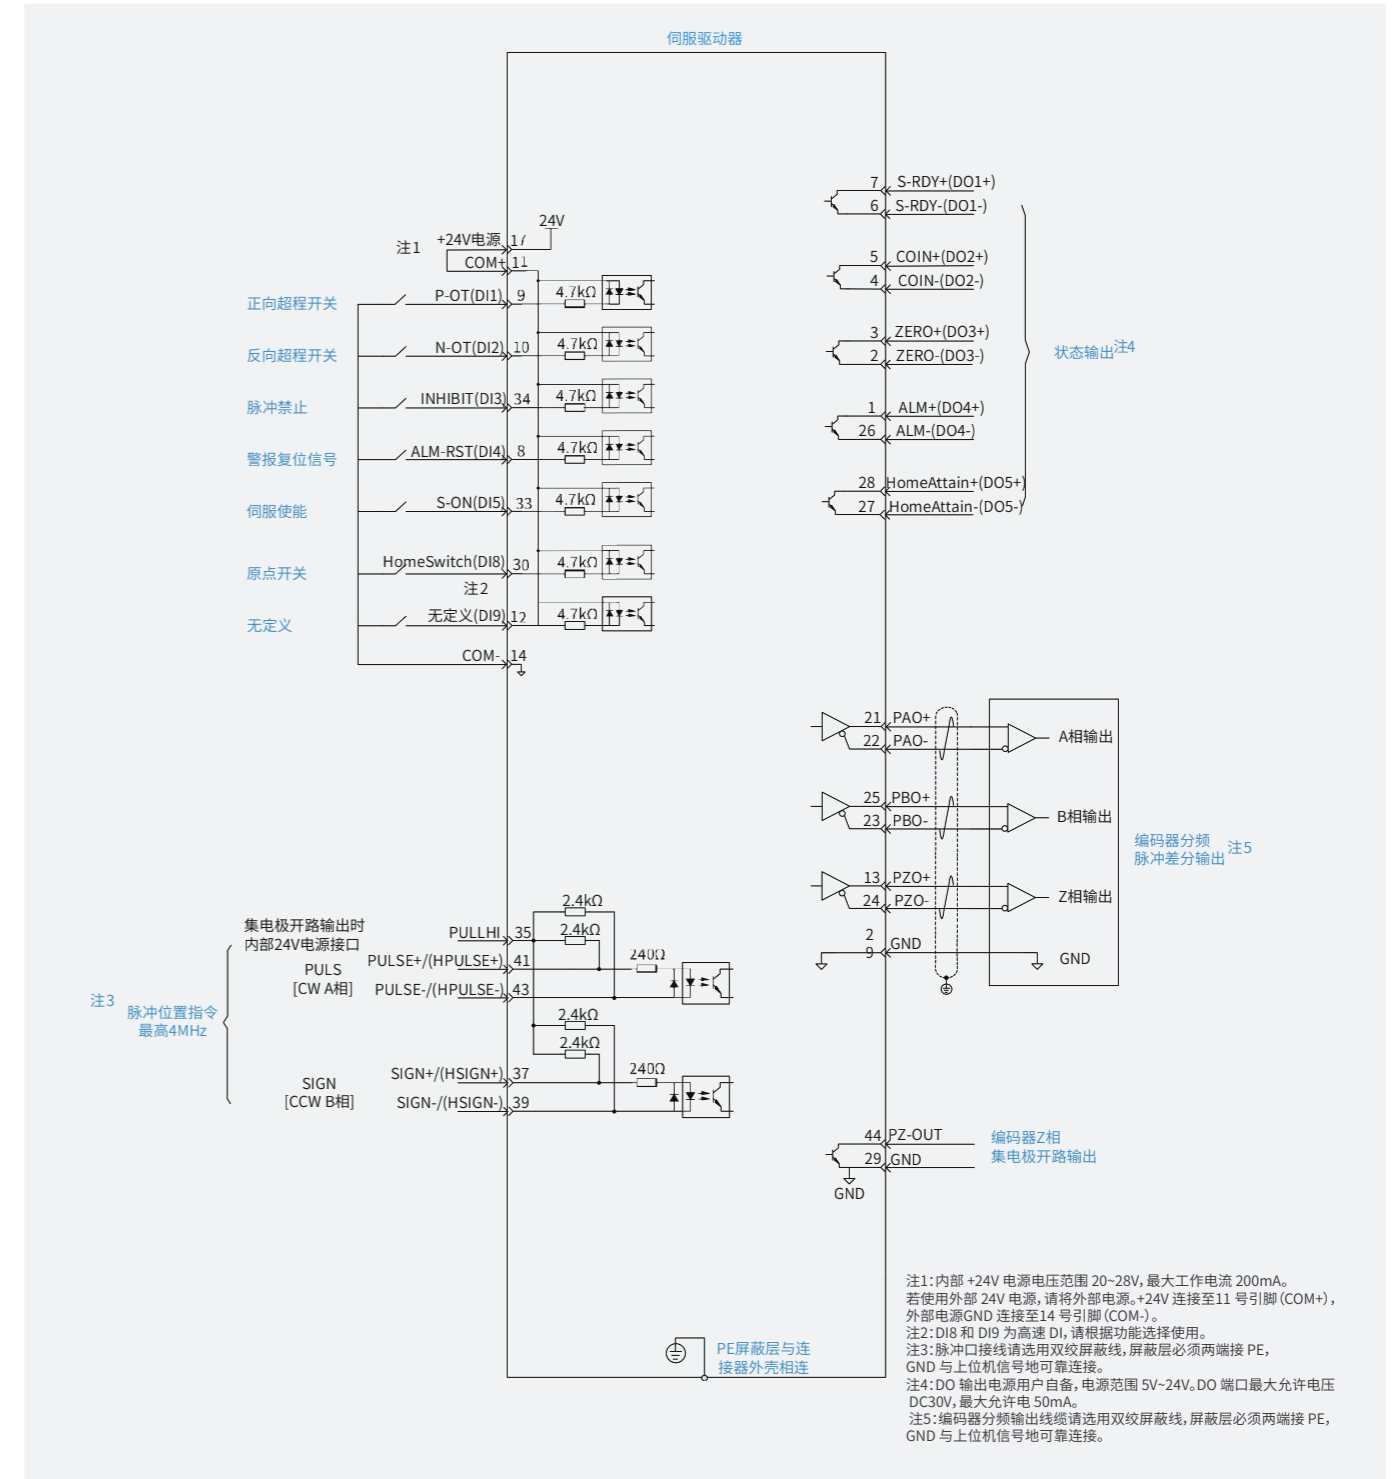 伺服驱动器
24V
注1
+24V电源 17
COM+ 11
正向超程开关
P-OT(DI1) 9
4.7kΩ
反向超程开关
N-OT(DI2) 10
4.7kΩ
脉冲禁止
INHIBIT(DI3) 34
4.7kΩ
警报复位信号
ALM-RST(DI4) 8
4.7kΩ
伺服使能
S-ON(DI5) 33
4.7kΩ
原点开关
HomeSwitch(DI8) 30
4.7kΩ
注2
无定义
无定义(DI9) 12
4.7kΩ
COM- 14
7 S-RDY+(DO1+)
6 S-RDY-(DO1-)
5 COIN+(DO2+)
4 COIN-(DO2-)
3 ZERO+(DO3+)
2 ZERO-(DO3-)
1 ALM+(DO4+)
26 ALM-(DO4-)
28 HomeAttain+(DO5+)
27 HomeAttain-(DO5-)
状态输出注4
21 PAO+
22 PAO-
A相输出
25 PBO+
23 PBO-
B相输出
13 PZO+
24 PZO-
Z相输出
2
9 GND
GND
编码器分频
脉冲差分输出
注5
集电极开路输出时
内部24V电源接口
PULLHI 35
2.4kΩ
2.4kΩ
PULS
[CW A相]
PULSE+/(HPULSE+) 41
240Ω
PULSE-/(HPULSE-) 43
注3
脉冲位置指令
最高4MHz
2.4kΩ
2.4kΩ
SIGN
[CCW B相]
SIGN+/(HSIGN+) 37
240Ω
SIGN-/(HSIGN-) 39
44 PZ-OUT
29 GND
GND
编码器Z相
集电极开路输出
PE屏蔽层与连
接器外壳相连
注1：内部 +24V 电源电压范围 20~28V，最大工作电流 200mA。
若使用外部 24V 电源，请将外部电源。+24V 连接至11 号引脚（COM+），
外部电源GND 连接至14 号引脚（COM-）。
注2：DI8 和 DI9 为高速 DI，请根据功能选择使用。
注3：脉冲口接线请选用双绞屏蔽线，屏蔽层必须两端接 PE，
GND 与上位机信号地可靠连接。
注4：DO 输出电源用户自备，电源范围 5V~24V。DO 端口最大允许电压
DC30V，最大允许电 50mA。
注5：编码器分频输出线缆请选用双绞屏蔽线，屏蔽层必须两端接 PE，
GND 与上位机信号地可靠连接。